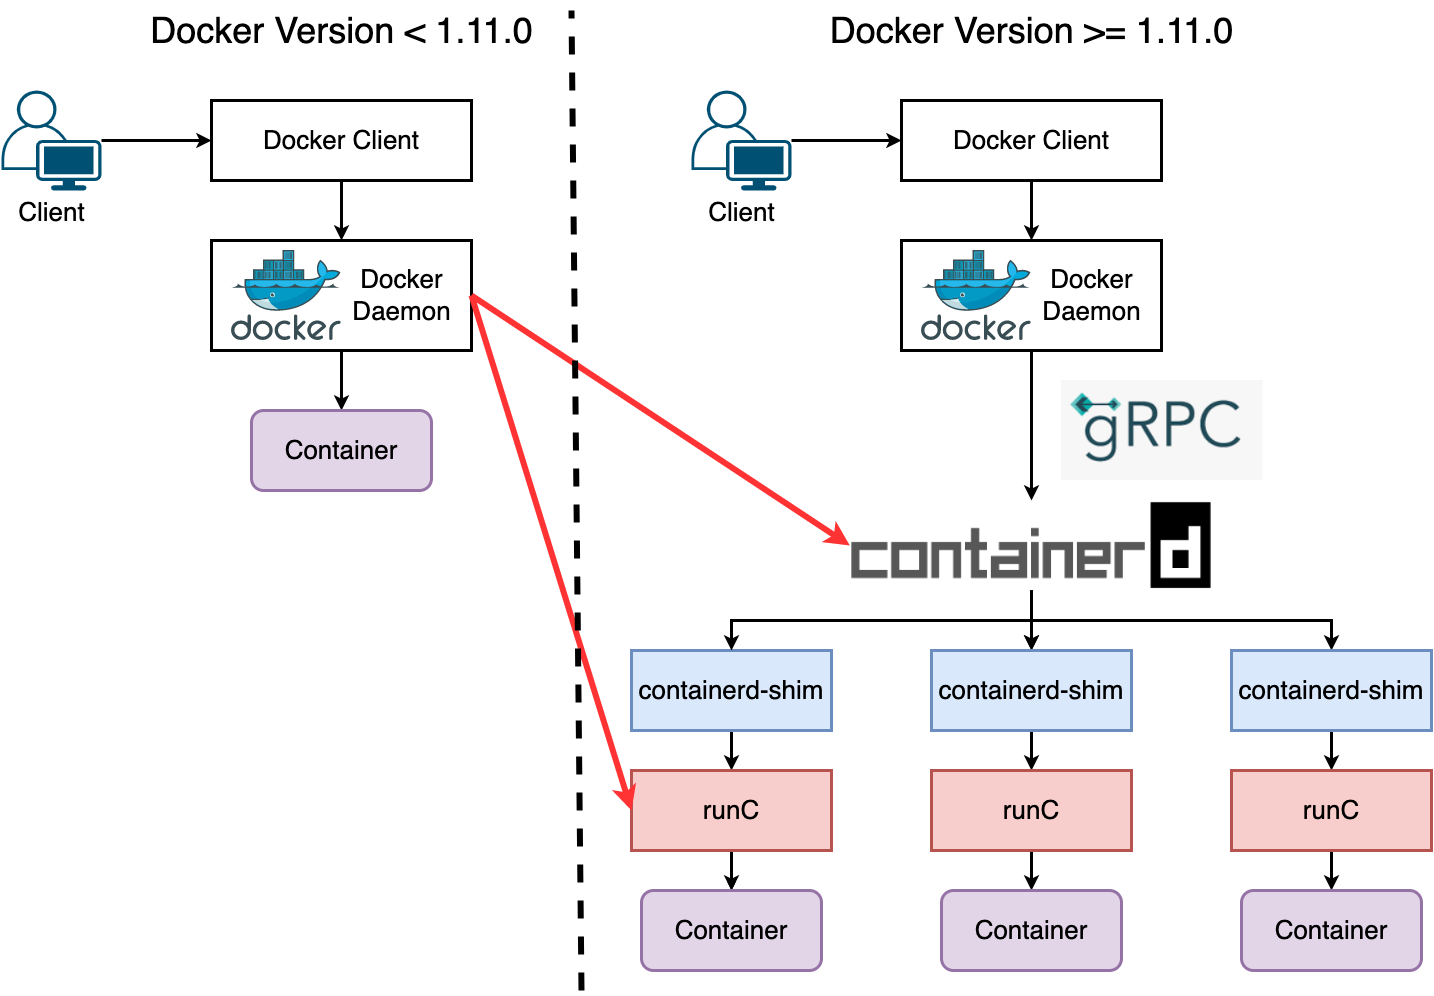 Docker Version < 1.11.0
Client
Docker Client
docker
Docker
Daemon
Container
Docker Version >= 1.11.0
Client
Docker Client
docker
Docker
Daemon
gRPC
containerd
containerd-shim
containerd-shim
containerd-shim
runC
runC
runC
Container
Container
Container